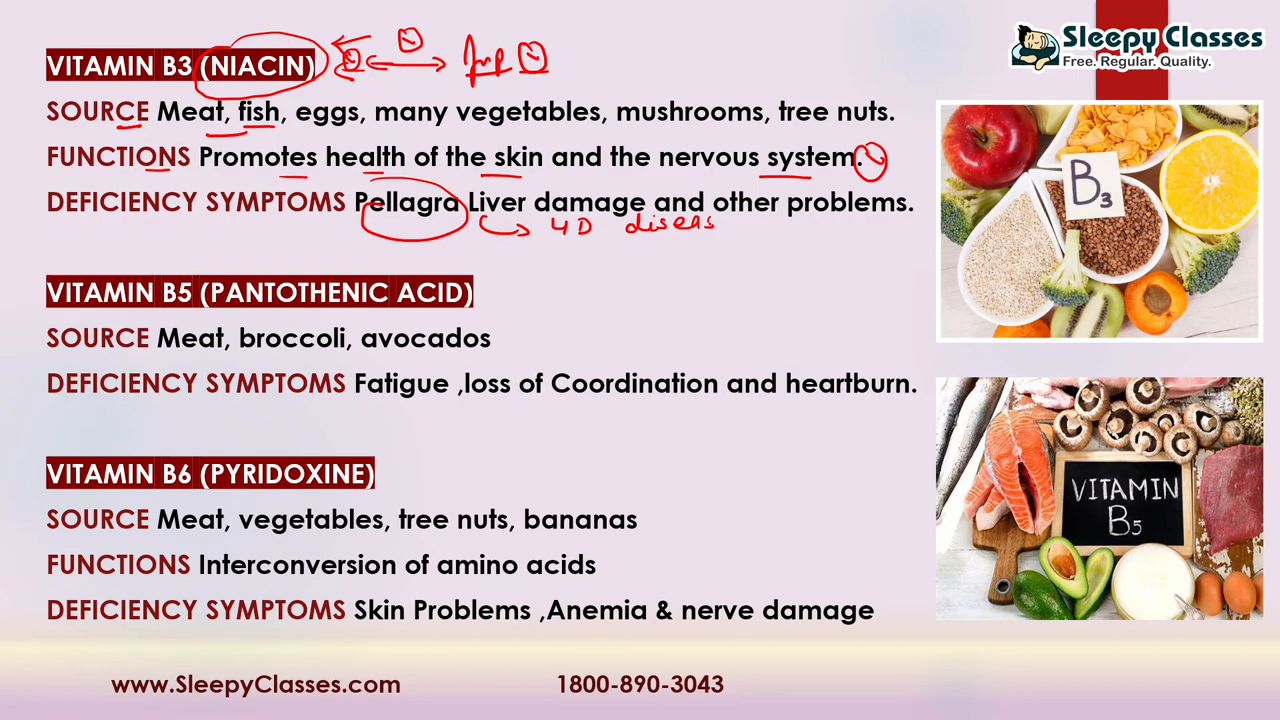 Sleepy Classes
Free. Regular. Quality.
VITAMIN B3 (NIACIN)
SOURCE Meat, fish, eggs, many vegetables, mushrooms, tree nuts.
FUNCTIONS Promotes health of the skin and the nervous system.
DEFICIENCY SYMPTOMS Pellagra Liver damage and other problems.
4D diseas
B3
VITAMIN B5 (PANTOTHENIC ACID)
SOURCE Meat, broccoli, avocados
DEFICIENCY SYMPTOMS Fatigue ,loss of Coordination and heartburn.
VITAMIN
B5
VITAMIN B6 (PYRIDOXINE)
SOURCE Meat, vegetables, tree nuts, bananas
FUNCTIONS Interconversion of amino acids
DEFICIENCY SYMPTOMS Skin Problems ,Anemia & nerve damage
www.SleepyClasses.com 1800-890-3043